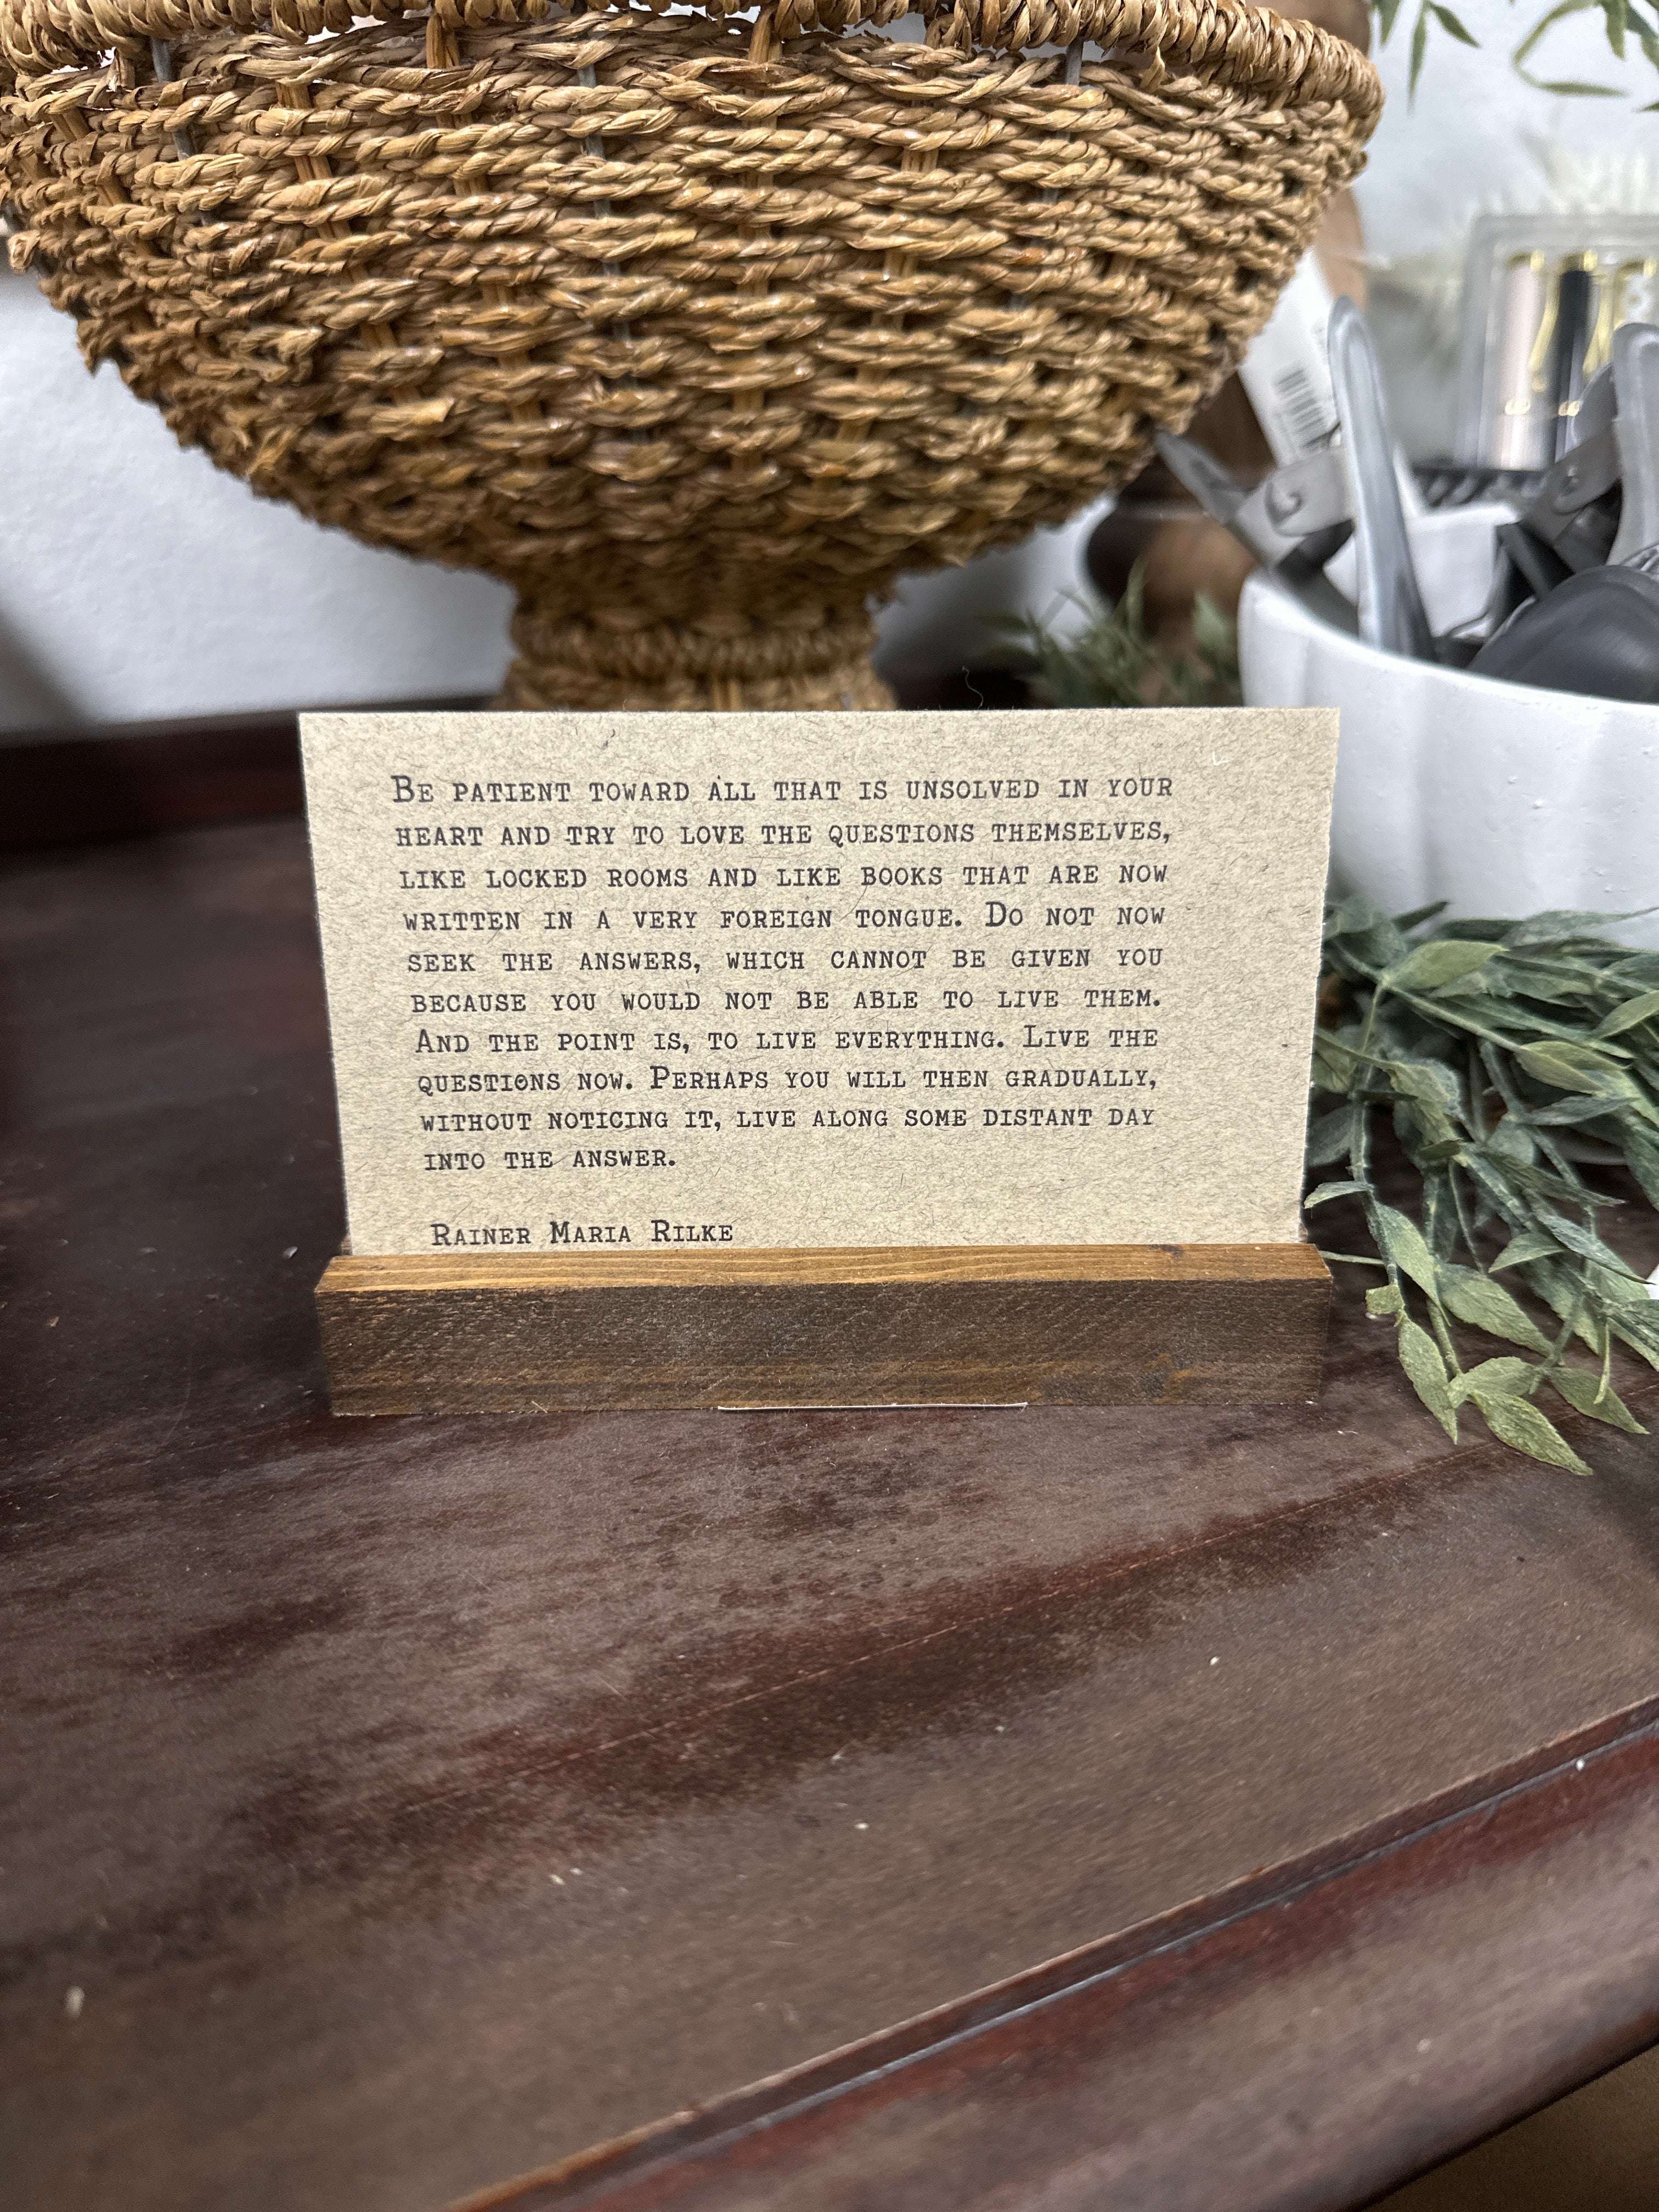 Be patient toward all that is unsolved in your
heart and try to love the questions themselves,
like locked rooms and like books that are now
written in a very foreign tongue. Do not now
seek the answers, which cannot be given you
because you would not be able to live them.
And the point is, to live everything. Live the
questions now. Perhaps you will then gradually,
without noticing it, live along some distant day
into the answer.
Rainer Maria Rilke